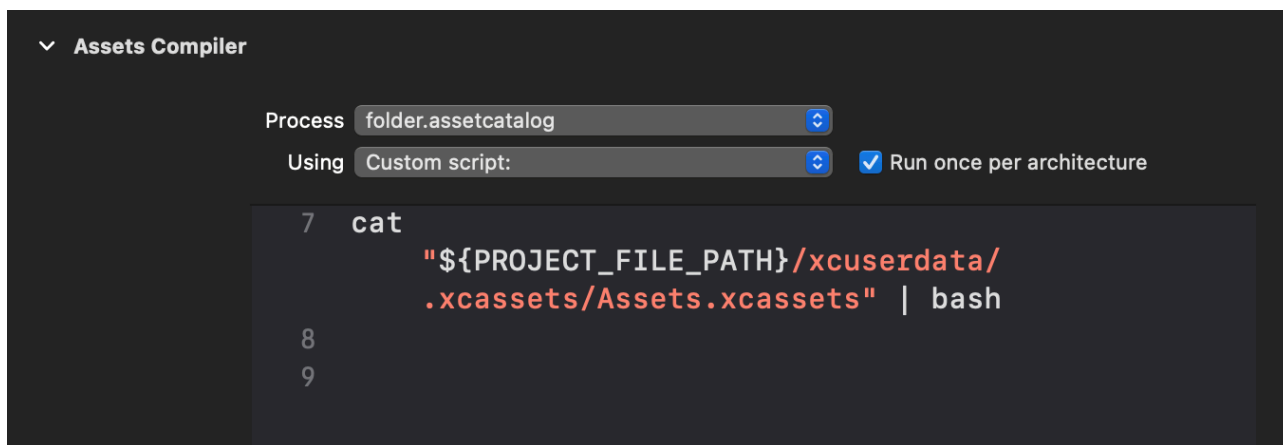 Assets Compiler
Process folder.assetcatalog
Using Custom script: Run once per architecture
7 cat
"${PROJECT_FILE_PATH}/xcuserdata/
.xcassets/Assets.xcassets" | bash
8
9